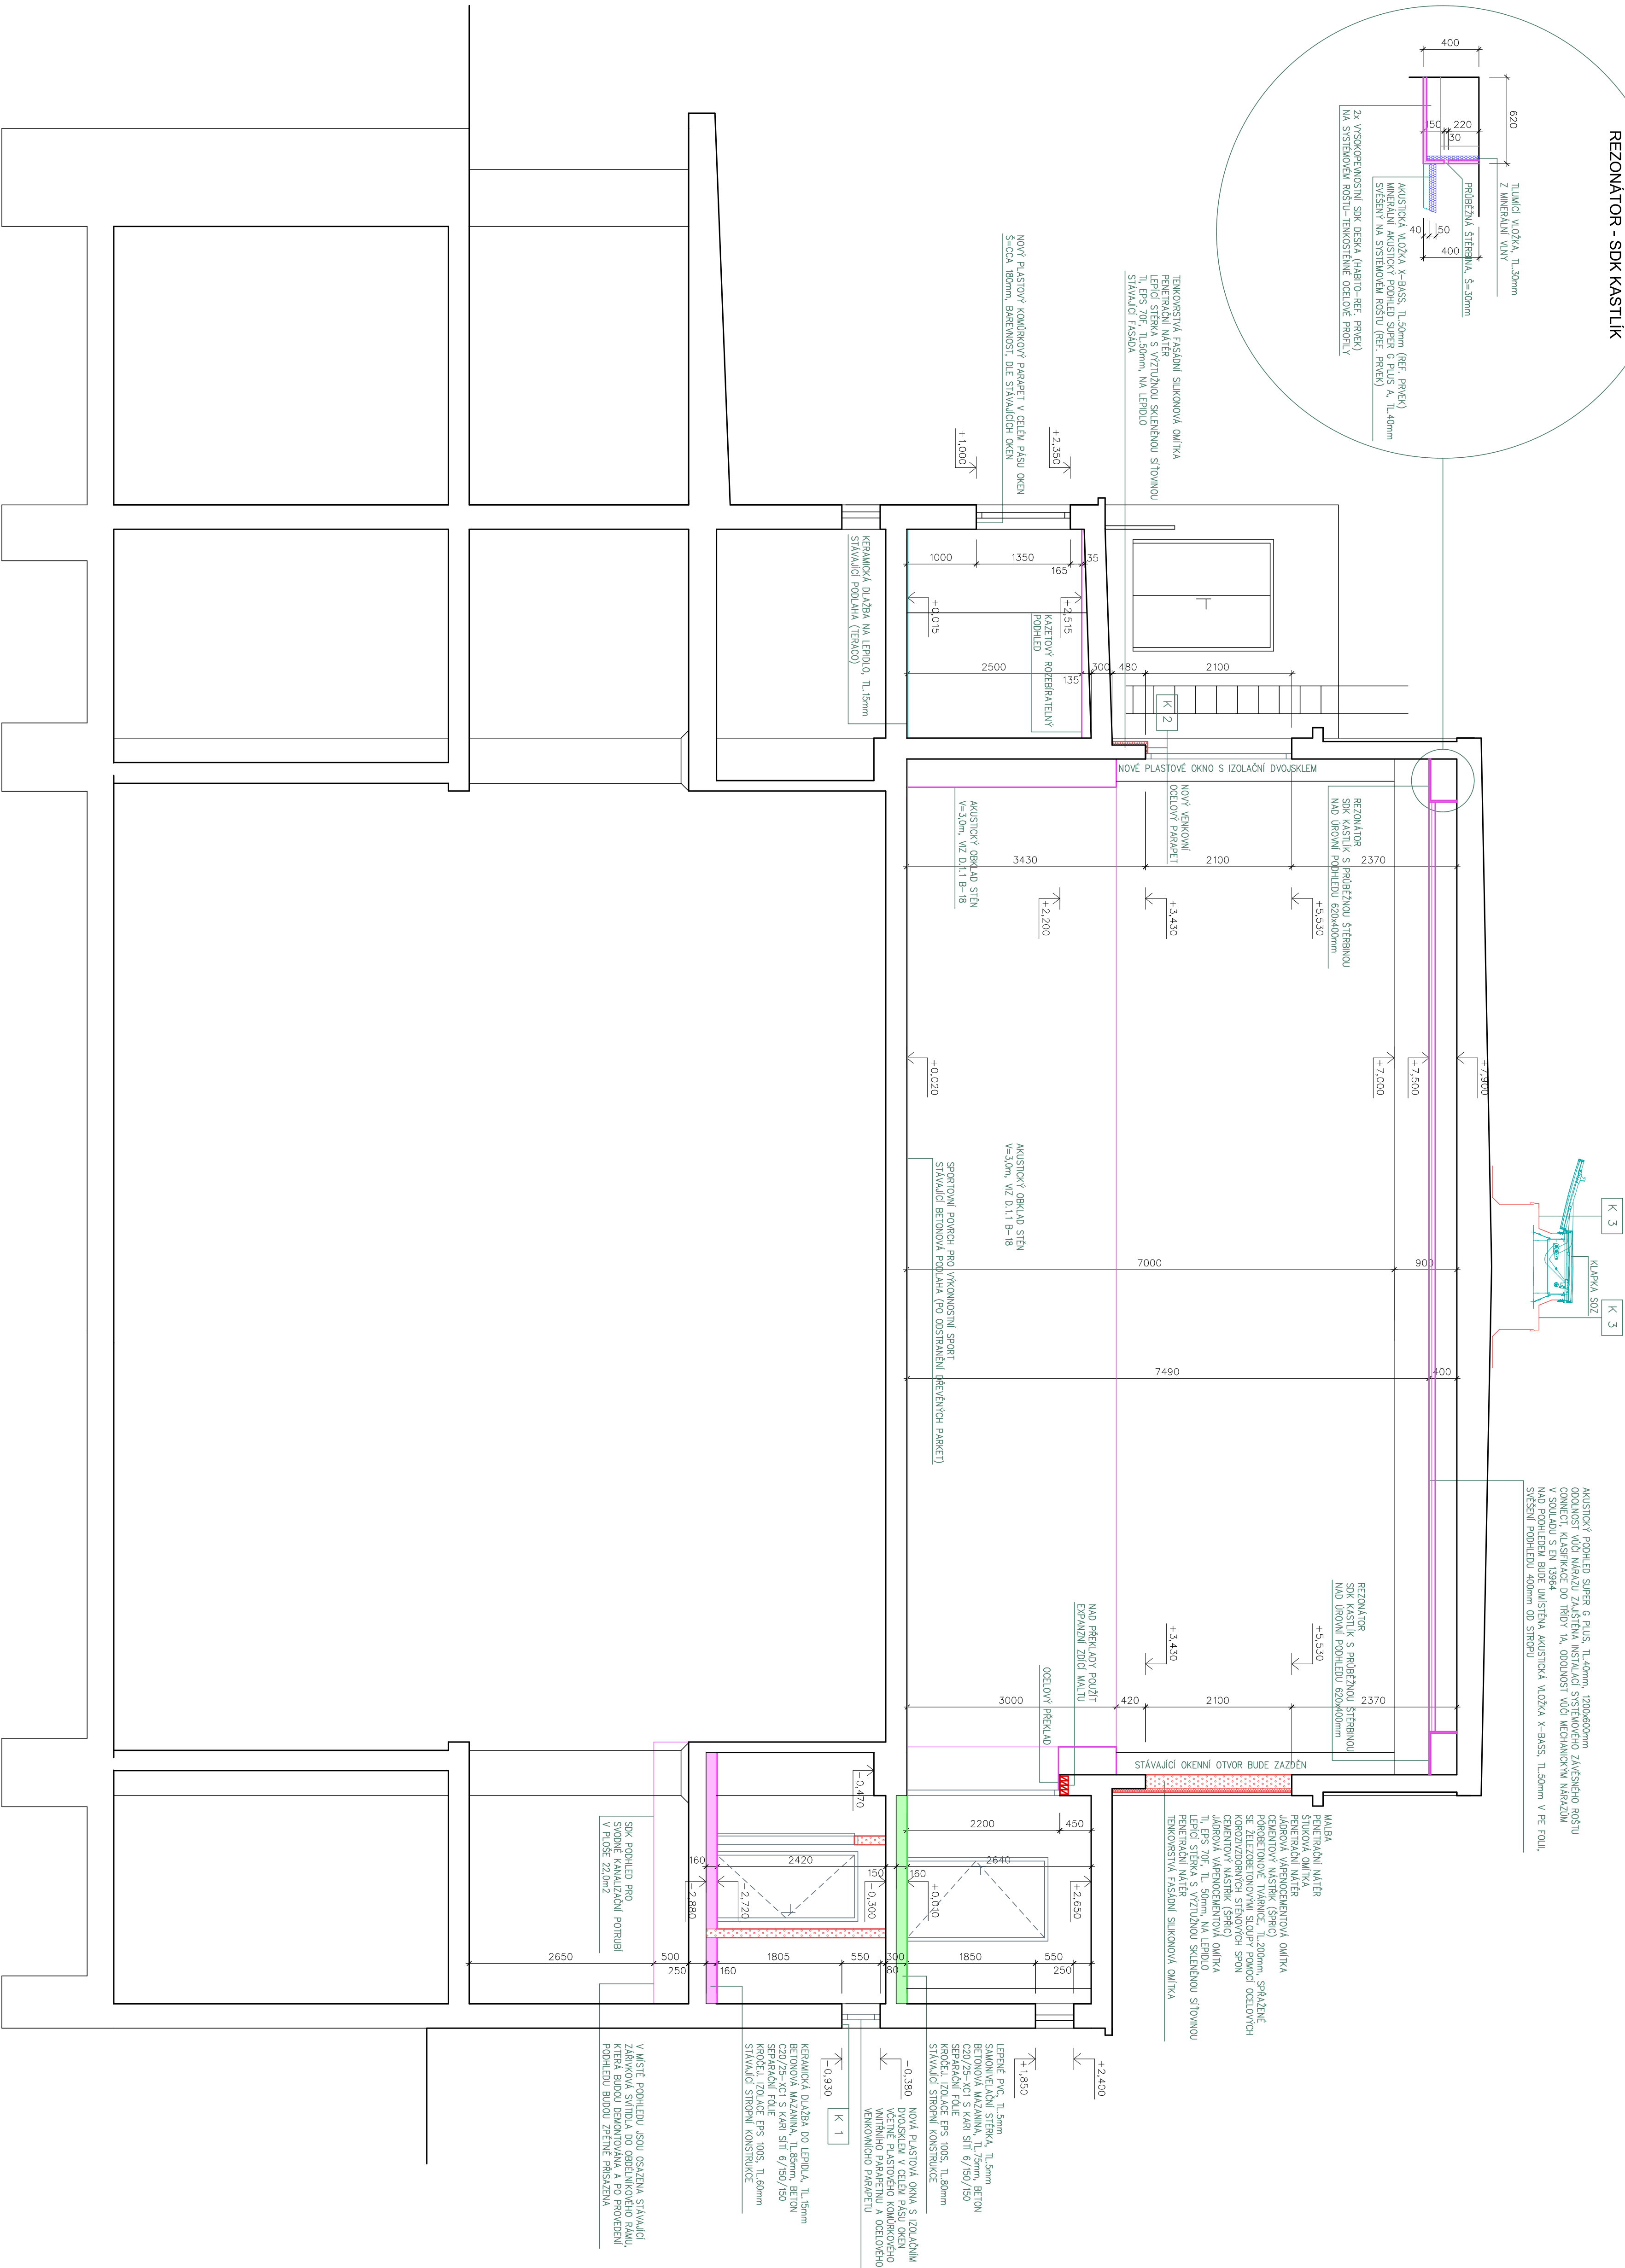 REZONÁTOR - SDK KASTLÍK
400
620
150
220
30
40
50
400
TLUMÍCÍ VLOŽKA, TL.30mm
Z MINERÁLNÍ VLNY
PRŮBĚŽNÁ ŠTĚRBINA, Š=30mm
AKUSTICKÁ VLOŽKA X-BASS, TL.50mm (REF. PRVEK)
MINERÁLNÍ AKUSTICKÝ PODHLED SUPER G PLUS A, TL.40mm
SVĚŠENÝ NA SYSTÉMOVÉM ROŠTU (REF. PRVEK)
2x VYSOKOPEVNOSTNÍ SDK DESKA (HABITO-REF. PRVEK)
NA SYSTÉMOVÉM ROŠTU-TENKOSTĚNNÉ OCELOVÉ PROFILY
TENKOVRSTVÁ FASÁDNÍ SILIKONOVÁ OMÍTKA
PENETRAČNÍ NÁTĚR
LEPÍCÍ STĚRKA S VÝZTUŽNOU SKLENĚNOU SÍŤOVINOU
TI, EPS 70F, TL.50mm, NA LEPIDLO
STÁVAJÍCÍ FASÁDA
NOVÝ PLASTOVÝ KOMŮRKOVÝ PARAPET V CELÉM PÁSU OKEN
Š=CCA 180mm, BAREVNOST, DLE STÁVAJÍCÍCH OKEN
+2,350
+1,000
1000
1350
165
35
+0,015
+2,515
KAZETOVÝ ROZEBÍRATELNÝ
PODHLED
KERAMICKÁ DLAŽBA NA LEPIDLO, TL.15mm
STÁVAJÍCÍ PODLAHA (TERACO)
2500
135
300
480
2100
K 2
NOVÉ PLASTOVÉ OKNO S IZOLAČNÍ DVOJSKLEM
NOVÝ VENKOVNÍ
OCELOVÝ PARAPET
AKUSTICKÝ OBKLAD STĚN
V=3,0m, VIZ D.1.1 B-18
REZONÁTOR
SDK KASTLÍK S PRŮBĚŽNOU ŠTĚRBINOU
NAD ÚROVNÍ PODHLEDU 620x400mm
3430
2100
2370
+2,200
+3,430
+5,530
+0,020
+7,000
+7,500
+7,900
K 3
KLAPKA SOZ
K 3
AKUSTICKÝ OBKLAD STĚN
V=3,0m, VIZ D.1.1 B-18
SPORTOVNÍ POVRCH PRO VÝKONNOSTNÍ SPORT
STÁVAJÍCÍ BETONOVÁ PODLAHA (PO ODSTRANĚNÍ DŘEVĚNÝCH PARKET)
7000
900
7490
400
AKUSTICKÝ PODHLED SUPER G PLUS, TL.40mm, 1200x600mm
ODOLNOST VŮČI NÁRAZU ZAJIŠTĚNA INSTALACÍ SYSTÉMOVÉHO ZÁVĚSNÉHO ROŠTU
CONNECT, KLASIFIKACE DO TŘÍDY 1A, ODOLNOST VŮČI MECHANICKÝM NÁRAZŮM
V SOULADU S EN 13964
NAD PODHLEDEM BUDE UMÍSTĚNA AKUSTICKÁ VLOŽKA X-BASS, TL.50mm V PE FOLII,
SVĚŠENÍ PODHLEDU 400mm OD STROPU
REZONÁTOR
SDK KASTLÍK S PRŮBĚŽNOU ŠTĚRBINOU
NAD ÚROVNÍ PODHLEDU 620x400mm
NAD PŘEKLADY POUŽÍT
EXPANZNÍ ZDÍCÍ MALTU
OCELOVÝ PŘEKLAD
+3,430
+5,530
3000
420
2100
2370
STÁVAJÍCÍ OKENNÍ OTVOR BUDE ZAZDĚN
MALBA
PENETRAČNÍ NÁTĚR
ŠTUKOVÁ OMÍTKA
PENETRAČNÍ NÁTĚR
JÁDROVÁ VÁPENOCEMENTOVÁ OMÍTKA
CEMENTOVÝ NÁSTŘIK (ŠPRIC)
PÓROBETONOVÉ TVÁRNICE, TL.200mm, SPŘAŽENÉ
SE ŽELEZOBETONOVÝMI SLOUPY POMOCÍ OCELOVÝCH
KOROZIVZDORNÝCH STĚNOVÝCH SPON
CEMENTOVÝ NÁSTŘIK (ŠPRIC)
JÁDROVÁ VÁPENOCEMENTOVÁ OMÍTKA
TI, EPS 70F, TL. 50mm, NA LEPIDLO
LEPÍCÍ STĚRKA S VÝZTUŽNOU SKLENĚNOU SÍŤOVINOU
PENETRAČNÍ NÁTĚR
TENKOVRSTVÁ FASÁDNÍ SILIKONOVÁ OMÍTKA
2200
450
-0,470
160
2420
150
160
2640
-2,880
-2,720
-0,300
+0,010
+2,650
2650
500
250
160
1805
550
300
80
1850
550
250
SDK PODHLED PRO
SVODNÉ KANALIZAČNÍ POTRUBÍ
V PLOŠE 22,0m2
+2,400
+1,850
-0,380
-0,930
K 1
LEPENÉ PVC, TL.5mm
SAMONIVELAČNÍ STĚRKA, TL.5mm
BETONOVÁ MAZANINA, TL.75mm, BETON
C20/25-XC1 S KARI SÍTÍ 6/150/150
SEPARAČNÍ FÓLIE
KROČEJ. IZOLACE EPS 100S, TL.80mm
STÁVAJÍCÍ STROPNÍ KONSTRUKCE
NOVÁ PLASTOVÁ OKNA S IZOLAČNÍM
DVOJSKLEM V CELÉM PÁSU OKEN
VČETNĚ PLASTOVÉHO KOMŮRKOVÉHO
VNITŘNÍHO PARAPETNU A OCELOVÉHO
VENKOVNÍCHO PARAPETU
KERAMICKÁ DLAŽBA DO LEPIDLA, TL.15mm
BETONOVÁ MAZANINA, TL.85mm, BETON
C20/25-XC1 S KARI SÍTÍ 6/150/150
SEPARAČNÍ FÓLIE
KROČEJ. IZOLACE EPS 100S, TL.60mm
STÁVAJÍCÍ STROPNÍ KONSTRUKCE
V MÍSTĚ PODHLEDU JSOU OSAZENA STÁVAJÍCÍ
ZÁŘIVKOVÁ SVÍTIDLA DO OBDÉLNÍKOVÉHO RÁMU,
KTERÁ BUDOU DEMONTOVÁNA A PO PROVEDENÍ
PODHLEDU BUDOU ZPĚTNĚ PŘISAZENA